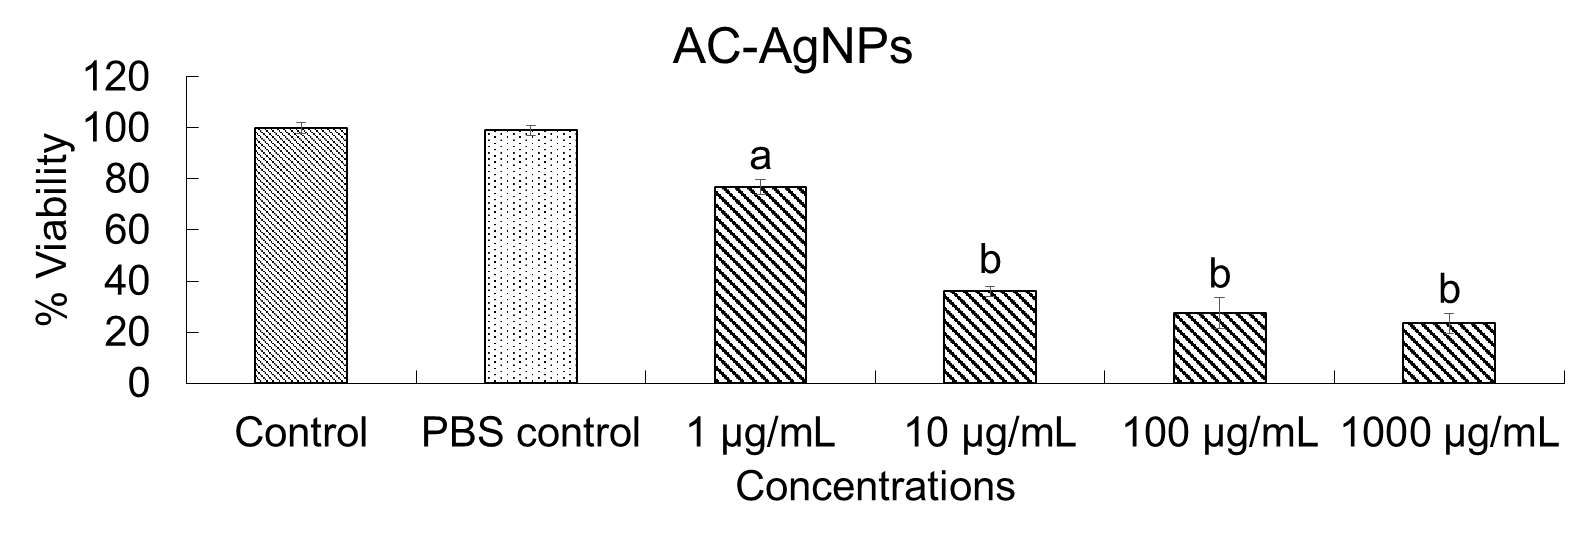 AC-AgNPs
120
100
80
60
40
20
0
% Viability
a
b
b
b
Control PBS control 1 µg/mL 10 µg/mL 100 µg/mL 1000 µg/mL
Concentrations